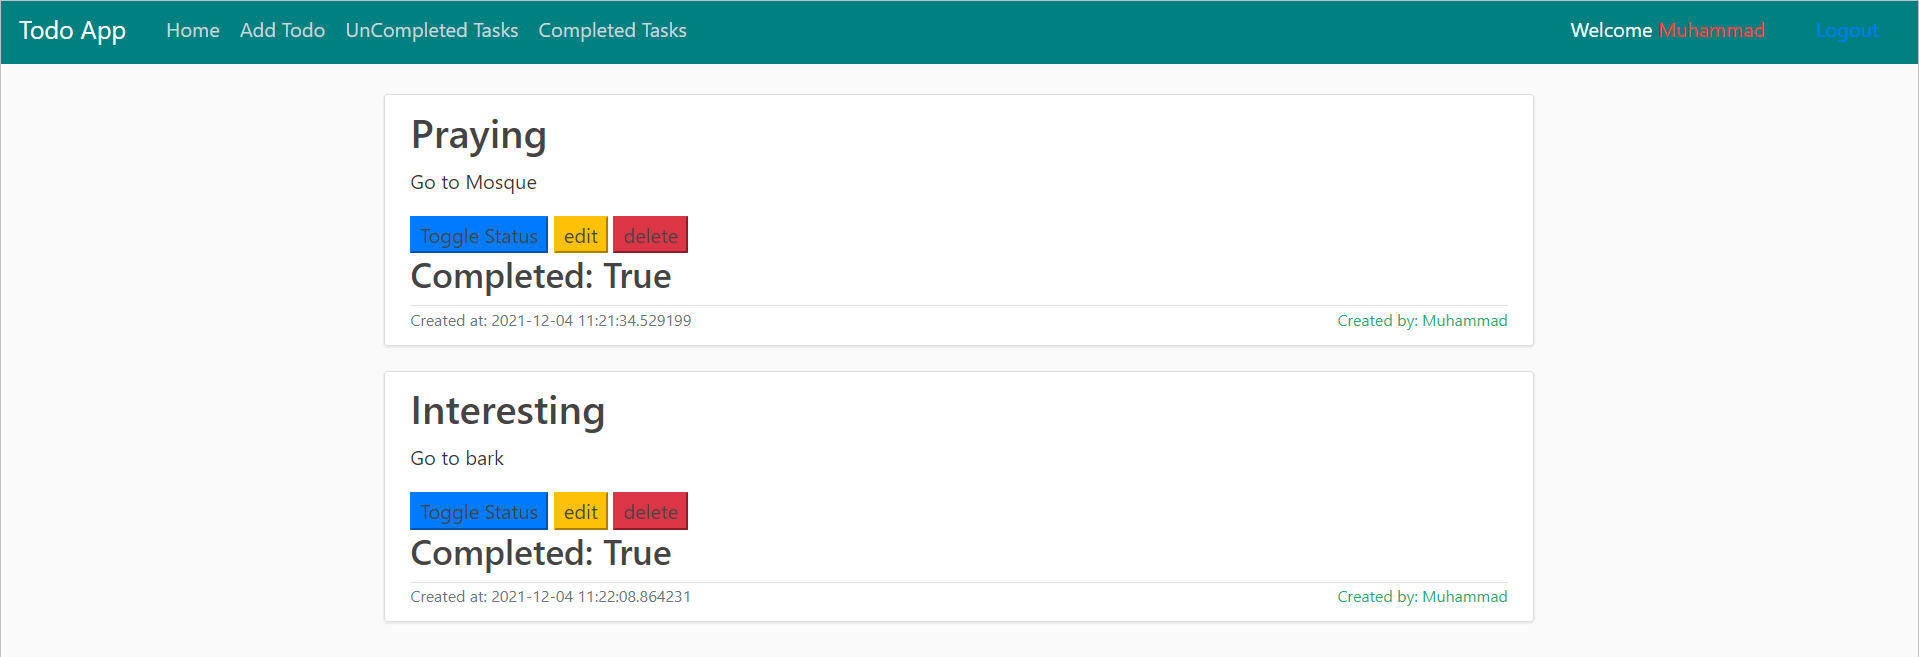 Todo App Home Add Todo UnCompleted Tasks Completed Tasks Welcome Muhammad Logout
Praying
Go to Mosque
Toggle Status edit delete
Completed: True
Created at: 2021-12-04 11:21:34.529199 Created by: Muhammad
Interesting
Go to bark
Toggle Status edit delete
Completed: True
Created at: 2021-12-04 11:22:08.864231 Created by: Muhammad